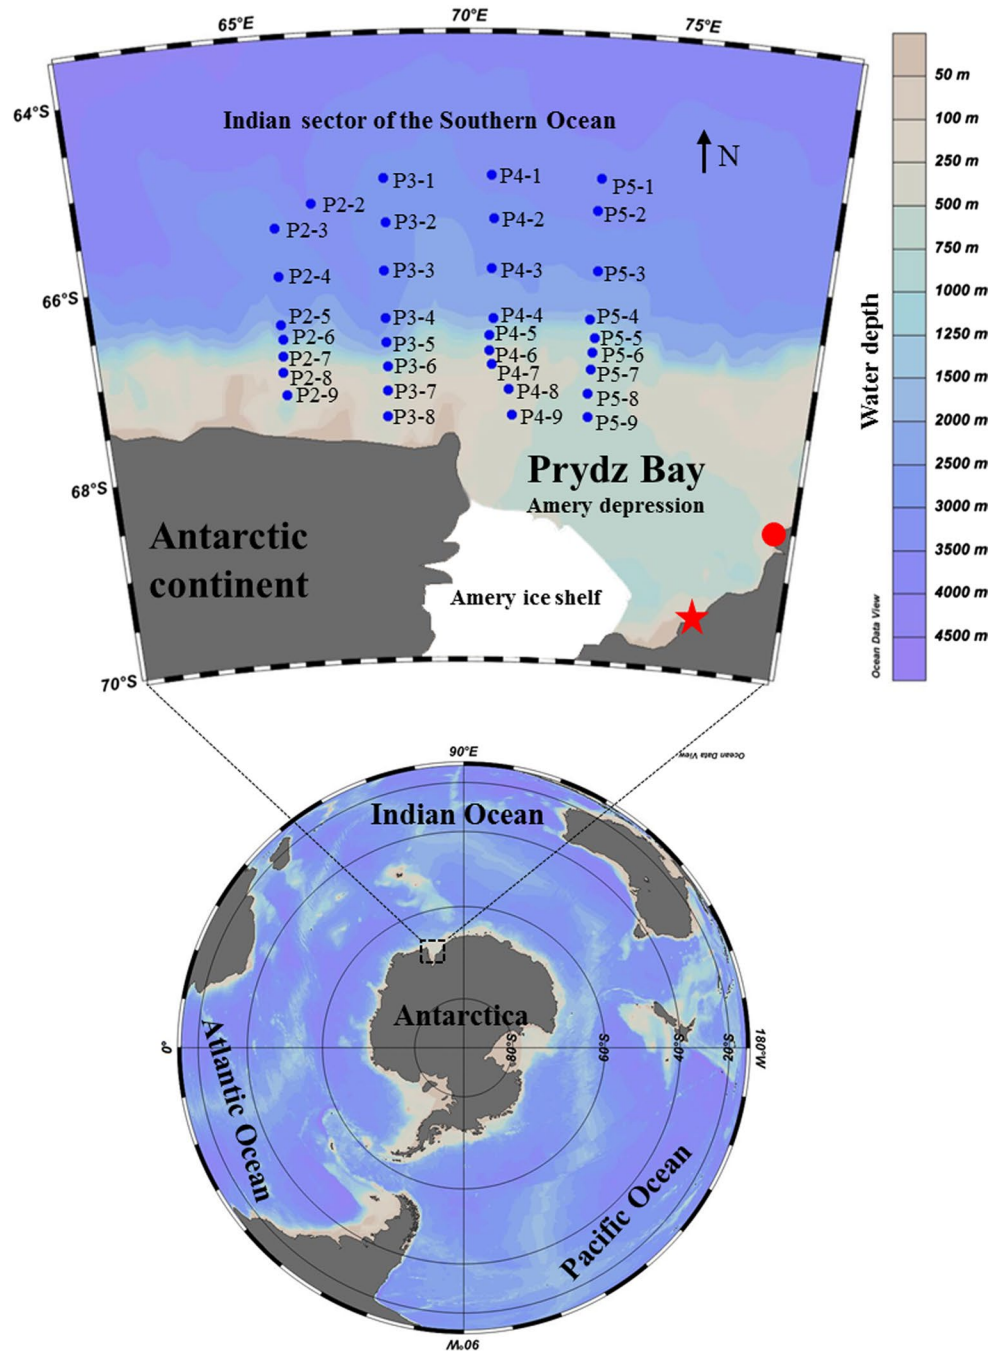 65°E
70°E
75°E
64°S
66°S
68°S
70°S
Indian sector of the Southern Ocean
N
P3-1
P4-1
P5-1
P2-2
P5-2
P3-2
P4-2
P2-3
P2-4
P3-3
P4-3
P5-3
P2-5
P3-4
P4-4
P5-4
P2-6
P3-5
P4-5
P5-5
P2-7
P3-6
P4-6
P5-6
P2-8
P4-7
P5-7
P2-9
P3-7
P4-8
P5-8
P3-8
P4-9
P5-9
Prydz Bay
Amery depression
Antarctic
continent
Amery ice shelf
50 m
100 m
250 m
500 m
750 m
1000 m
1250 m
1500 m
2000 m
2500 m
3000 m
3500 m
4000 m
4500 m
Water depth
Ocean Data View
90°E
Ocean Data View
Indian Ocean
Antarctica
Atlantic Ocean
Pacific Ocean
0°
80°S
60°S
40°S
20°S
180°W
90°W